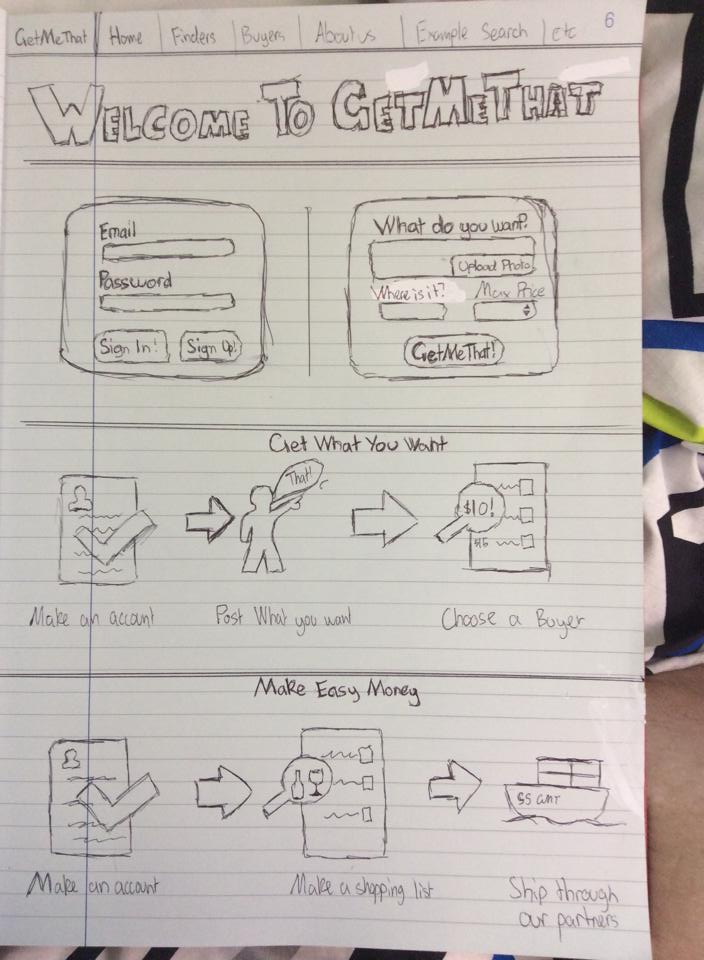 6
GetMeThat Home Finders Buyers About us Example Search etc
WELCOME TO GETMETHAT
Email
Password
Sign In! Sign Up!
What do you want?
Upload Photo
Where is it? Max Price
GetMeThat!
Get What You Want
That!
$10!
$15
Make an account Post What you want Choose a Buyer
Make Easy Money
SS
Make an account Make a shopping list Ship through
our partners